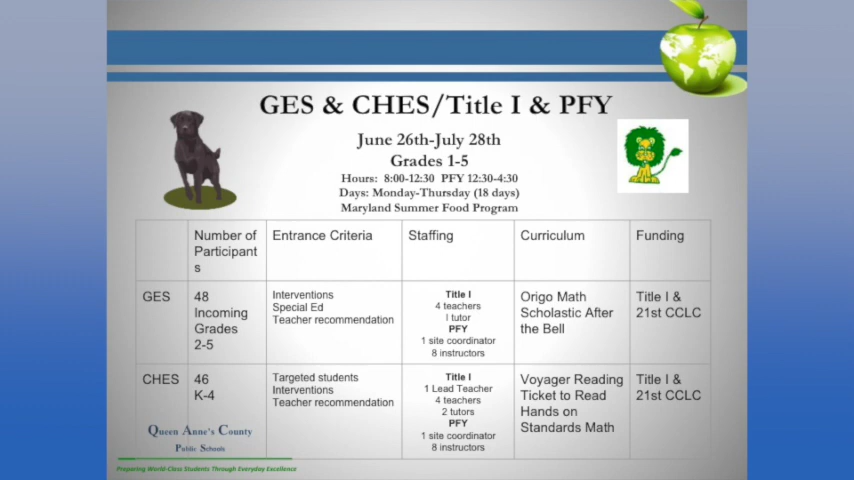 GES & CHES/Title I & PFY
June 26th-July 28th
Grades 1-5
Hours: 8:00-12:30 PFY 12:30-4:30
Days: Monday-Thursday (18 days)
Maryland Summer Food Program
Number of
Participant
s
Entrance Criteria
Staffing
Curriculum
Funding
GES
48
Incoming
Grades
2-5
Interventions
Special Ed
Teacher recommendation
Title I
4 teachers
I tutor
PFY
1 site coordinator
8 instructors
Origo Math
Scholastic After
the Bell
Title I &
21st CCLC
CHES
46
K-4
Targeted students
Interventions
Teacher recommendation
Title I
1 Lead Teacher
4 teachers
2 tutors
PFY
1 site coordinator
8 instructors
Voyager Reading
Ticket to Read
Hands on
Standards Math
Title I &
21st CCLC
Queen Anne's County
Public Schools
Preparing World-Class Students Through Everyday Excellence